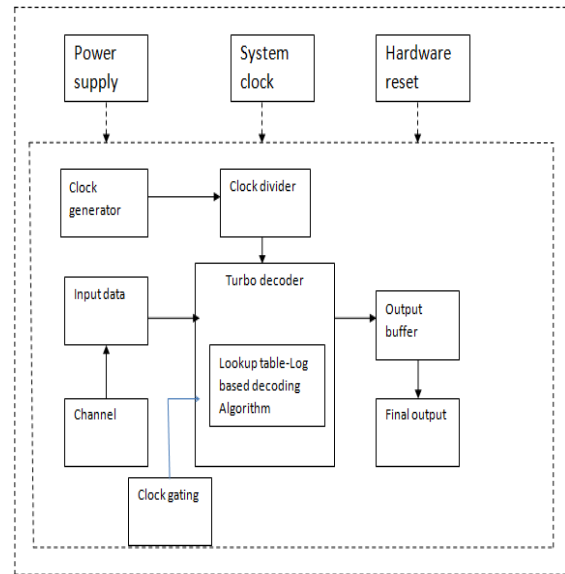 Power
supply
System
clock
Hardware
reset
Clock
generator
Clock divider
Turbo decoder
Input data
Output
buffer
Lookup table-Log
based decoding
Algorithm
Channel
Final output
Clock gating